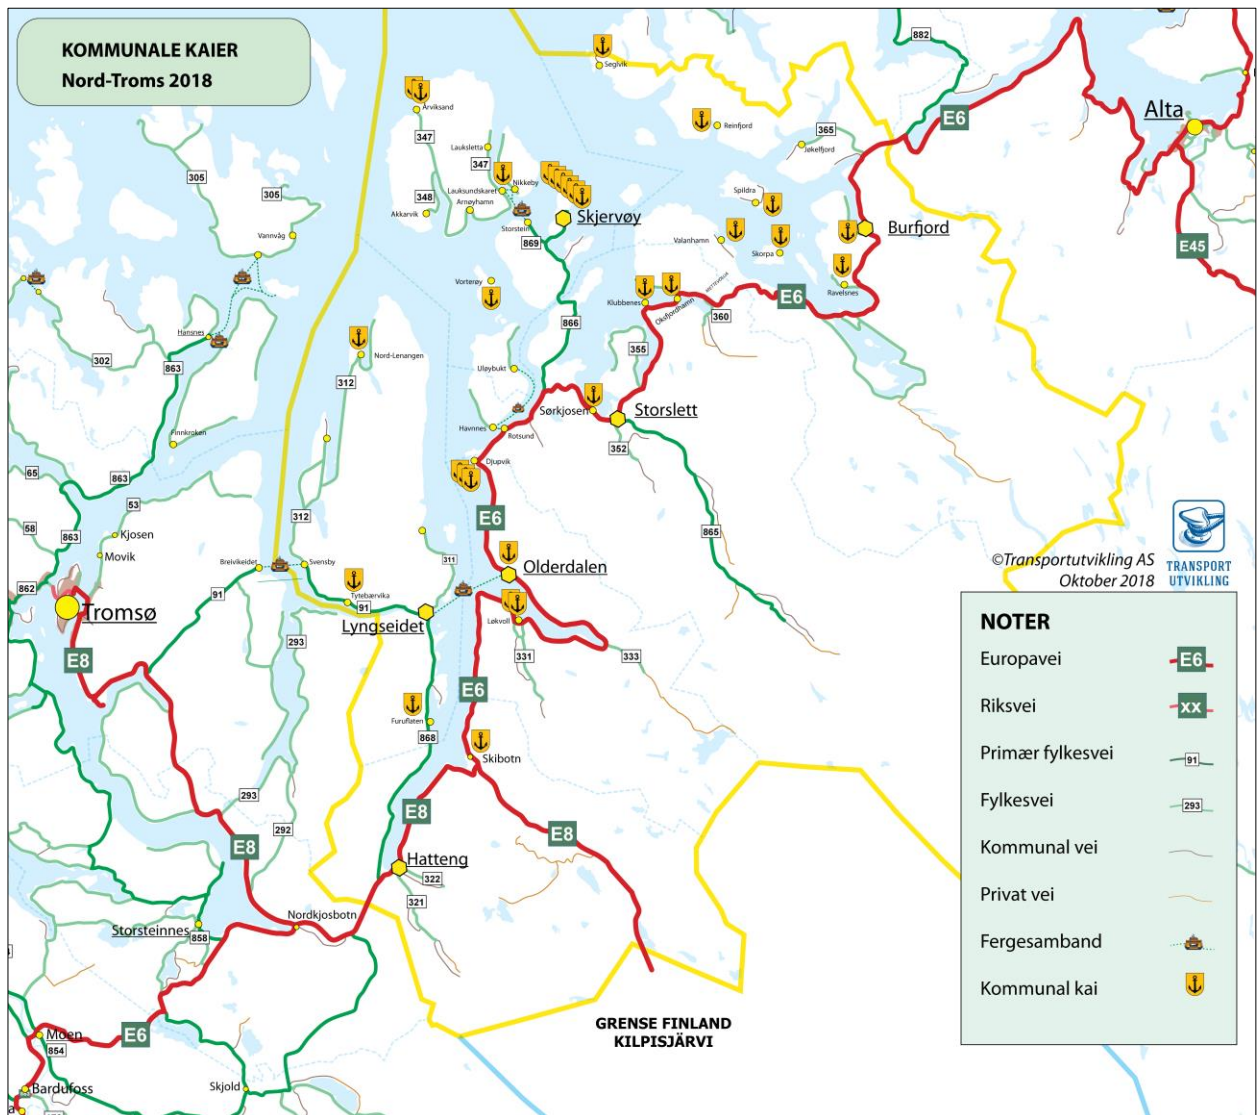 KOMMUNALE KAIER
Nord-Troms 2018
882
Seglvik
E6
Alta
Årviksand
347
Reinfjord
365
Jøkelfjord
Lauksletta
347
305
305
Nikkeby
Lauksundskaret
348
Arnøyhamn
Akkarvik
Spildra
Skjervøy
Storstein
869
Burfjord
Vannvåg
Valanhamn
Skorpa
E45
Vorterøy
Klubbenes
Ravelsnes
Oksfjordhamn
E6
360
866
Hansnes
355
Nord-Lenangen
302
863
Uløybukt
312
Sørkjosen
Storslett
Havnnes
Rotsund
Finnkroken
352
Djupvik
65
863
53
312
E6
58
863
Kjosen
865
Movik
311
Breivikeidet
Svensby
Olderdalen
©Transportutvikling AS
Oktober 2018
TRANSPORT
UTVIKLING
862
91
Tytebærvika
91
Tromsø
Lyngseidet
Løkvoll
NOTER
293
331
333
E8
E6
Europavei
E6
Riksvei
xx
Furuflaten
868
Skibotn
Primær fylkesvei
91
293
Fylkesvei
293
292
E8
E8
E8
Kommunal vei
Hatteng
322
321
Privat vei
Nordkjosbotn
Storsteinnes
858
Fergesamband
Kommunal kai
GRENSE FINLAND
KILPISJÄRVI
Moen
E6
854
Bardufoss
Skjold